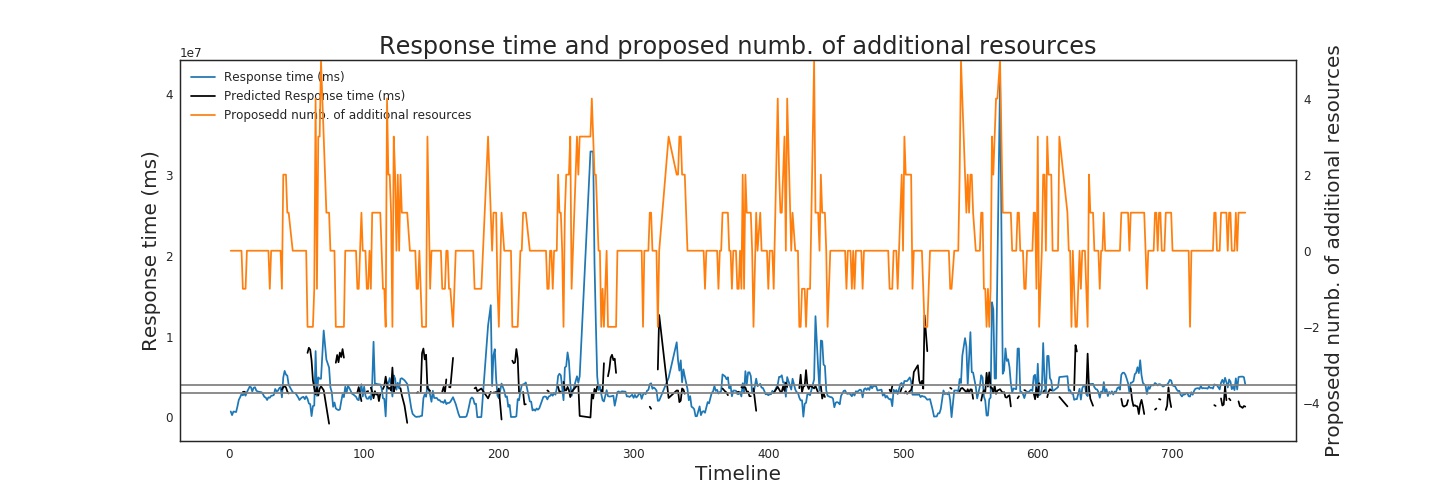 Response time and proposed numb. of additional resources
1e7
Response time (ms)
Predicted Response time (ms)
Proposedd numb. of additional resources
Response time (ms)
4
3
2
1
0
4
2
0
−2
−4
Proposedd numb. of additional resources
0 100 200 300 400 500 600 700
Timeline